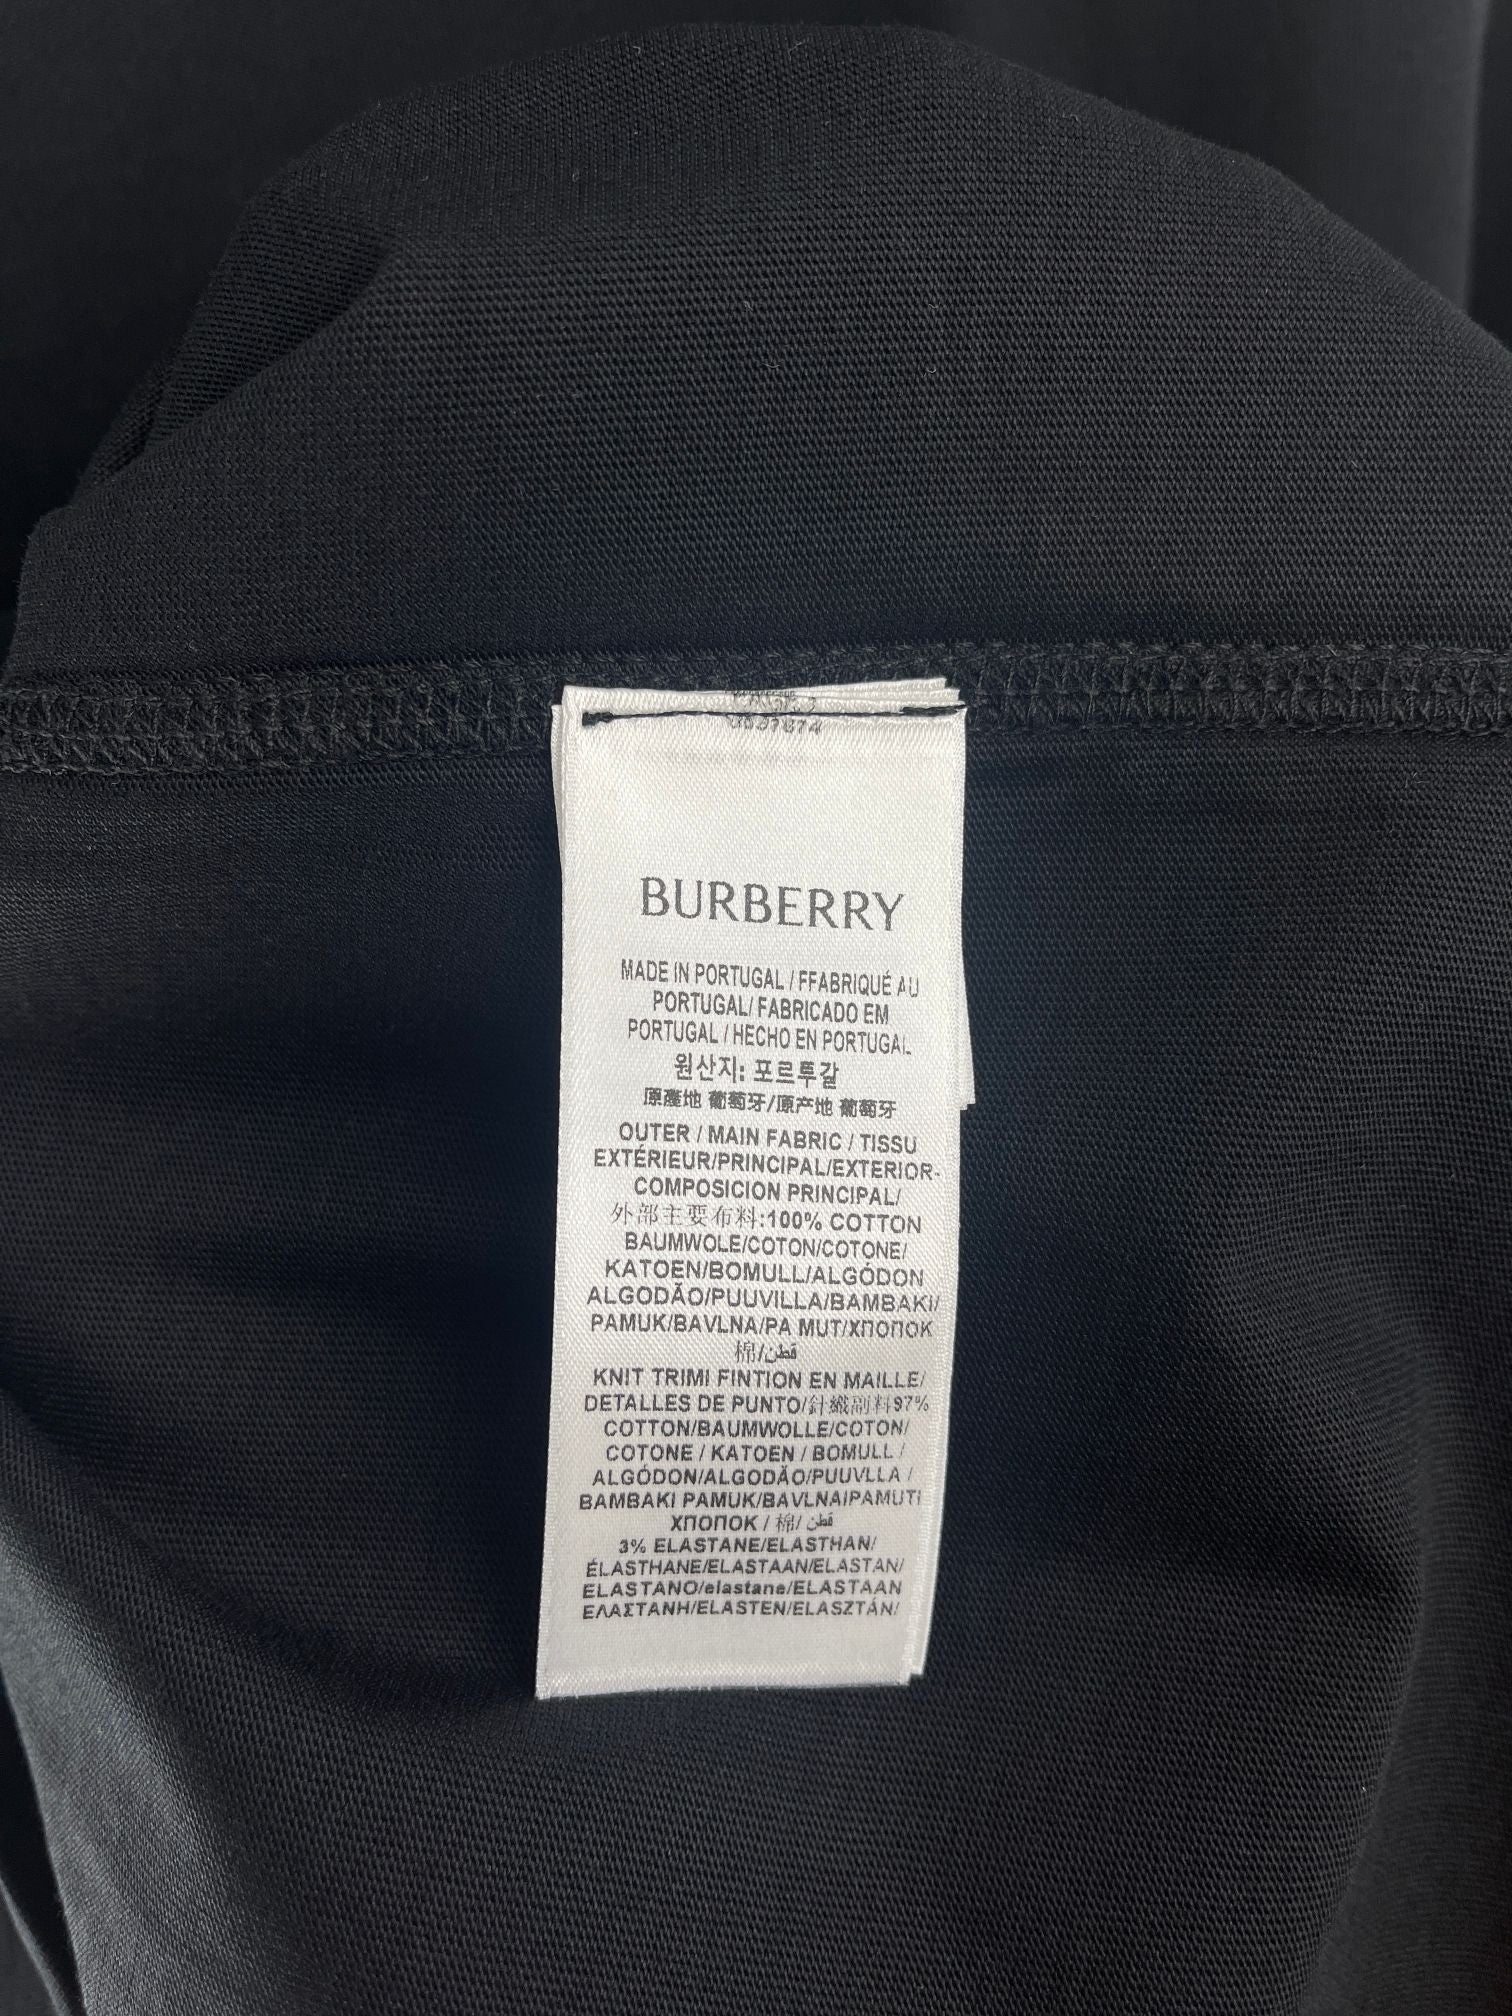 BURBERRY
MADE IN PORTUGAL / FFABRIQUÉ AU
PORTUGAL/ FABRICADO EM
PORTUGAL / HECHO EN PORTUGAL
원산지: 포르투갈
原產地 葡萄牙/原产地 葡萄牙
OUTER / MAIN FABRIC / TISSU
EXTÉRIEUR/PRINCIPAL/EXTERIOR-
COMPOSICION PRINCIPAL/
外部主要布料:100% COTTON
BAUMWOLE/COTON/COTONE/
KATOEN/BOMULL/ALGÓDON
ALGODÃO/PUUVILLA/BAMBAKI/
PAMUK/BAVLNA/PA MUT/ХПОПОК
棉/قطن
KNIT TRIMI FINTION EN MAILLE/
DETALLES DE PUNTO/針織副料97%
COTTON/BAUMWOLLE/COTON/
COTONE / KATOEN / BOMULL /
ALGÓDON/ALGODÃO/PUUVLLA /
BAMBAKI PAMUK/BAVLNAIPAMUTI
ХПОПОК / 棉/ قطن
3% ELASTANE/ELASTHAN/
ÉLASTHANE/ELASTAAN/ELASTAN/
ELASTANO/elastane/ELASTAAN
ΕΛΑΣΤΑΝΗ/ELASTEN/ELASZTÁN/